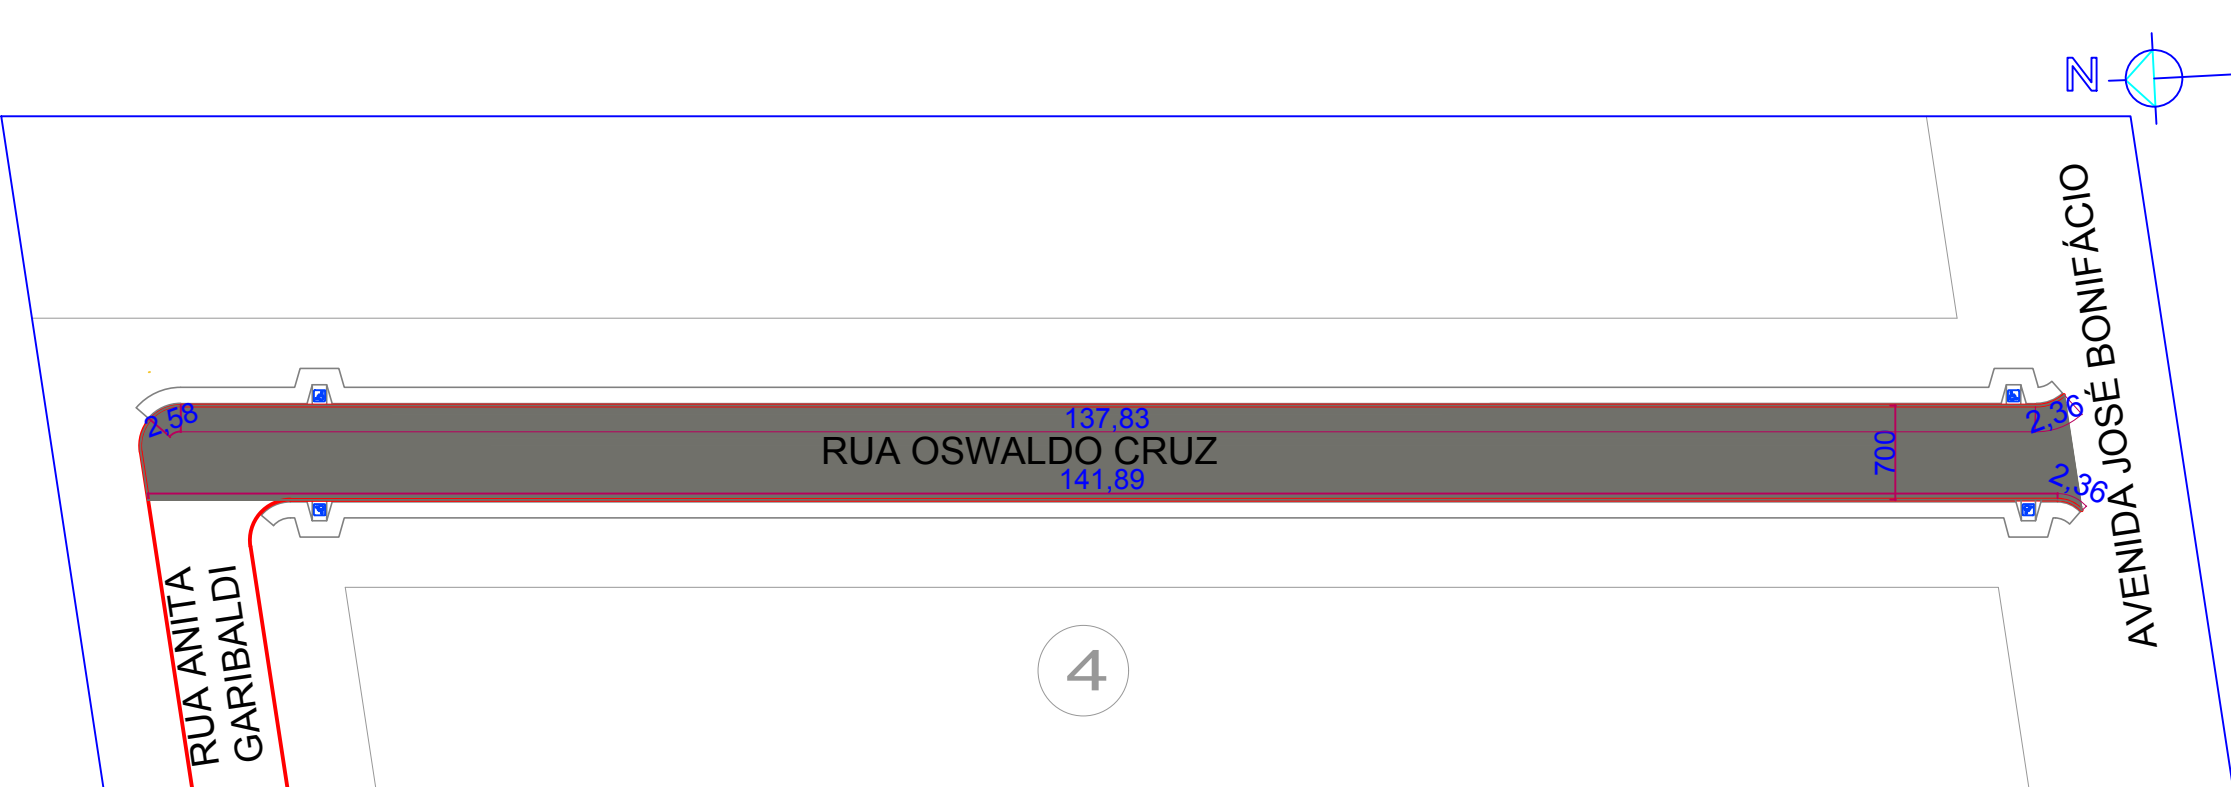 N
AVENIDA JOSÉ BONIFÁCIO
2,58
137,83
2,36
RUA OSWALDO CRUZ
700
141,89
2,36
RUA ANITA
GARIBALDI
4